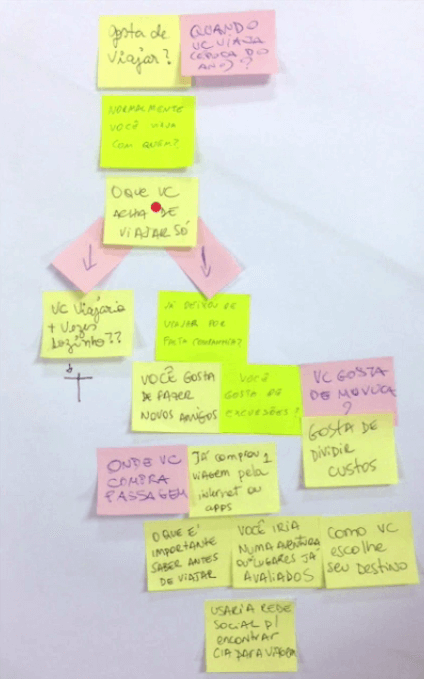 Gosta de
viajar?
QUANDO
VC VIAJA
(ÉPOCA DO
ANO)?
NORMALMENTE
VOCÊ VIAJA
COM QUEM?
O QUE VC
ACHA DE
VIAJAR SÓ
VC viajaria
+ vezes
sozinho??
JÁ DEIXOU DE
VIAJAR POR
FALTA COMPANHIA?
VOCÊ GOSTA
DE FAZER
NOVOS AMIGOS
VOCÊ
GOSTA DE
EXCURSÕES?
VC GOSTA
DE MUVUCA
?
GOSTA DE
DIVIDIR
CUSTOS
ONDE VC
COMPRA
PASSAGEM
JÁ comprou 1
viagem pela
internet ou
apps
O QUE É
IMPORTANTE
SABER ANTES
DE VIAJAR
VOCÊ IRIA
NUMA AVENTURA
OU LUGARES JÁ
AVALIADOS
COMO VC
escolhe
SEU DESTINO
USARIA REDE
SOCIAL p/
encontrar
CIA PARA VIAGEM